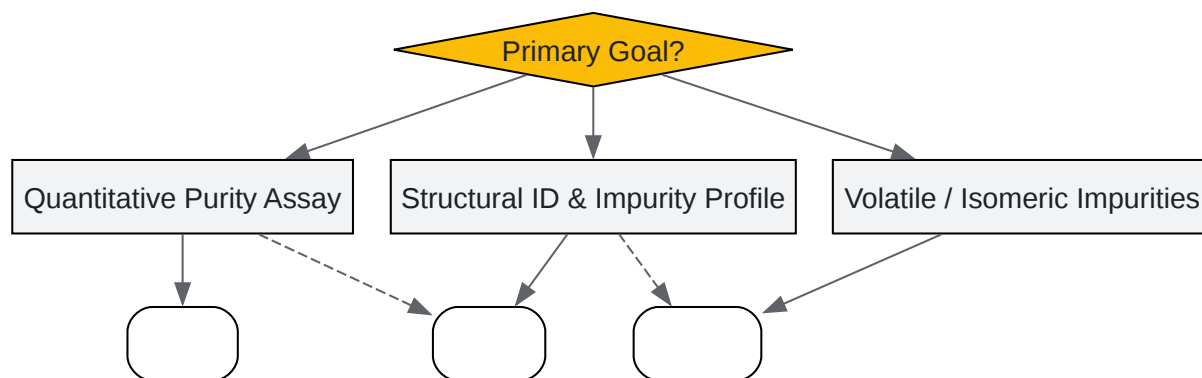 Primary Goal?
Quantitative Purity Assay
Structural ID & Impurity Profile
Volatile / Isomeric Impurities